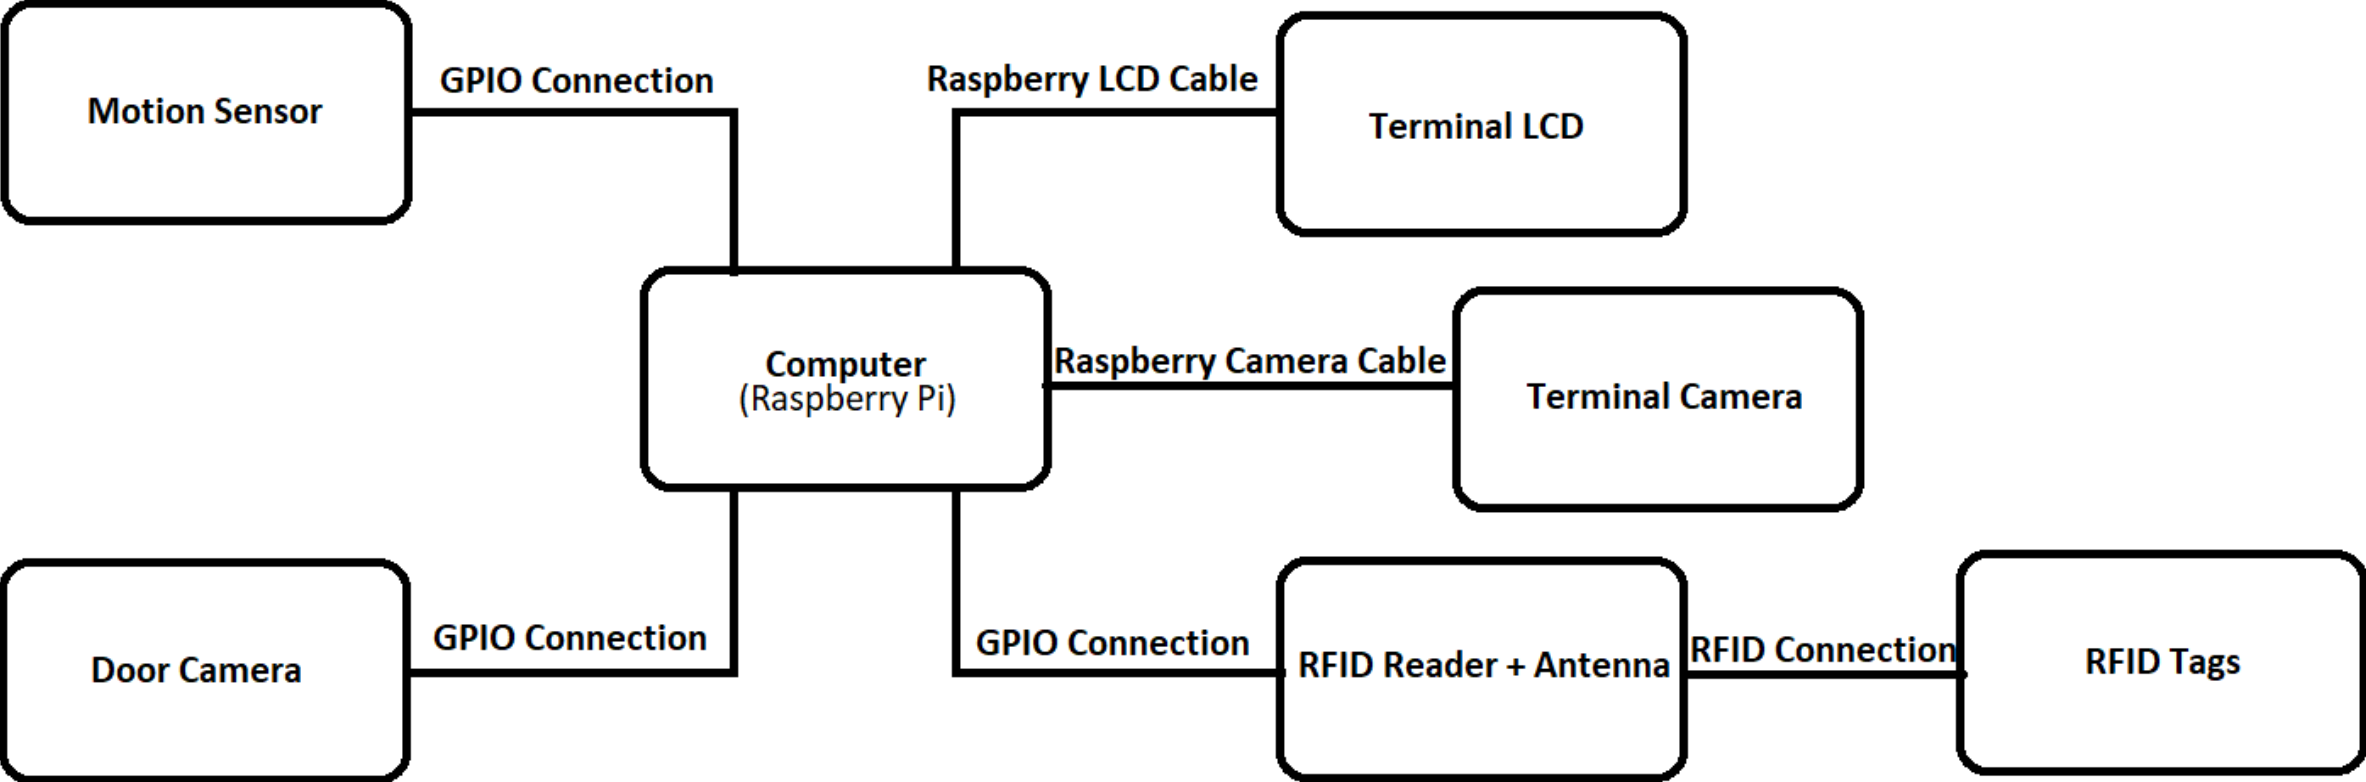 GPIO Connection
Raspberry LCD Cable
Motion Sensor
Terminal LCD
Computer
(Raspberry Pi)
Raspberry Camera Cable
Terminal Camera
GPIO Connection
Door Camera
GPIO Connection
RFID Reader + Antenna
RFID Connection
RFID Tags